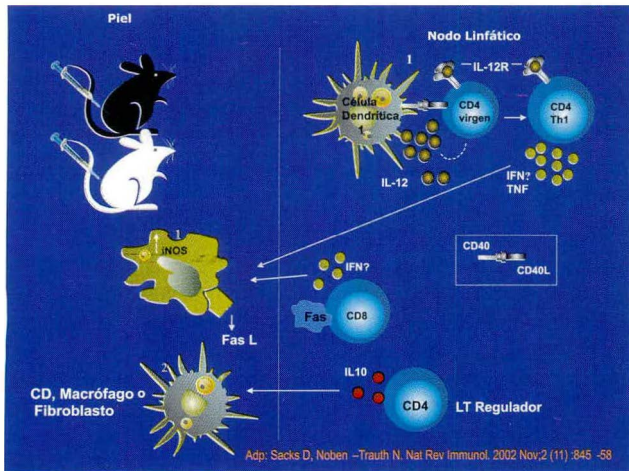 Piel
Nodo Linfático
1
IL-12R
Célula
Dendrítica
1
CD4
virgen
CD4
Th1
IL-12
IFN?
TNF
1
iNOS
IFN?
CD40
CD40L
Fas
CD8
Fas L
2
IL10
CD, Macrófago o
Fibroblasto
CD4
LT Regulador
Adp: Sacks D, Noben –Trauth N. Nat Rev Immunol. 2002 Nov;2 (11) :845 -58